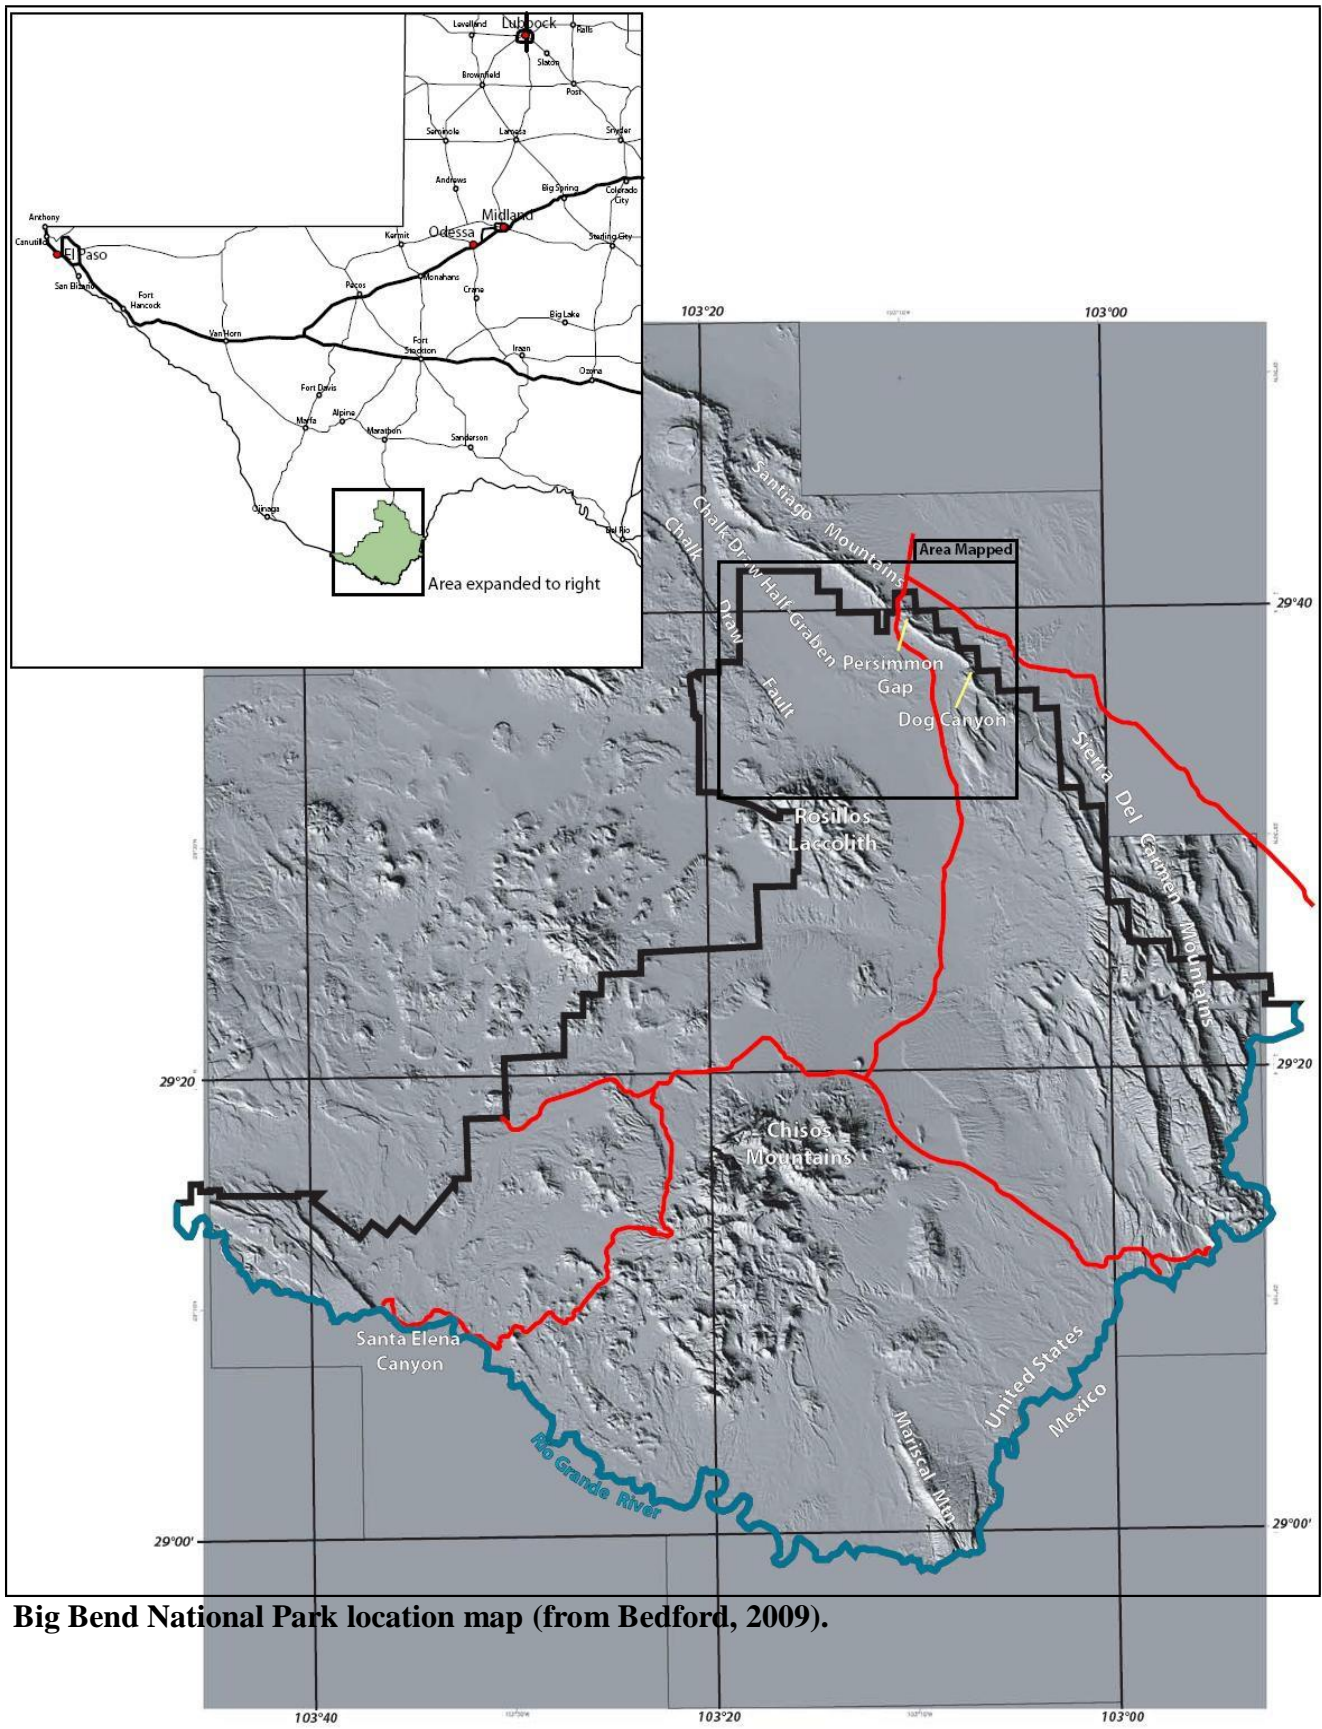 Levelland
Lubbock
Ralls
Slaton
Brownfield
Post
Seminole
Lamesa
Snyder
Andrews
Big Spring
Colorado
City
Anthony
Midland
Canutillo
Kermit
Odessa
Sterling City
El Paso
San Elizario
Pecos
Monahans
Crane
Fort
Hancock
Big Lake
Van Horn
Fort
Stockton
Iraan
Ozona
Fort Davis
Marfa
Alpine
Marathon
Sanderson
Ojinaga
Del Rio
Area expanded to right
103°20
103°00
Santiago Mountains
Chalk Draw Half-Graben
Chalk Draw Fault
Area Mapped
29°40
Persimmon
Gap
Dog Canyon
Sierra Del Carmen Mountains
Rosillos
Laccolith
29°20
29°20
Chisos
Mountains
Santa Elena
Canyon
United States
Mexico
Mariscal Mtn
Rio Grande River
29°00'
29°00'
Big Bend National Park location map (from Bedford, 2009).
103°40
103°20
103°00